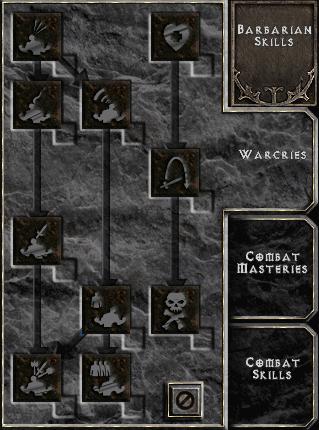 Barbarian
Skills
Warcries
Combat
Masteries
Combat
Skills